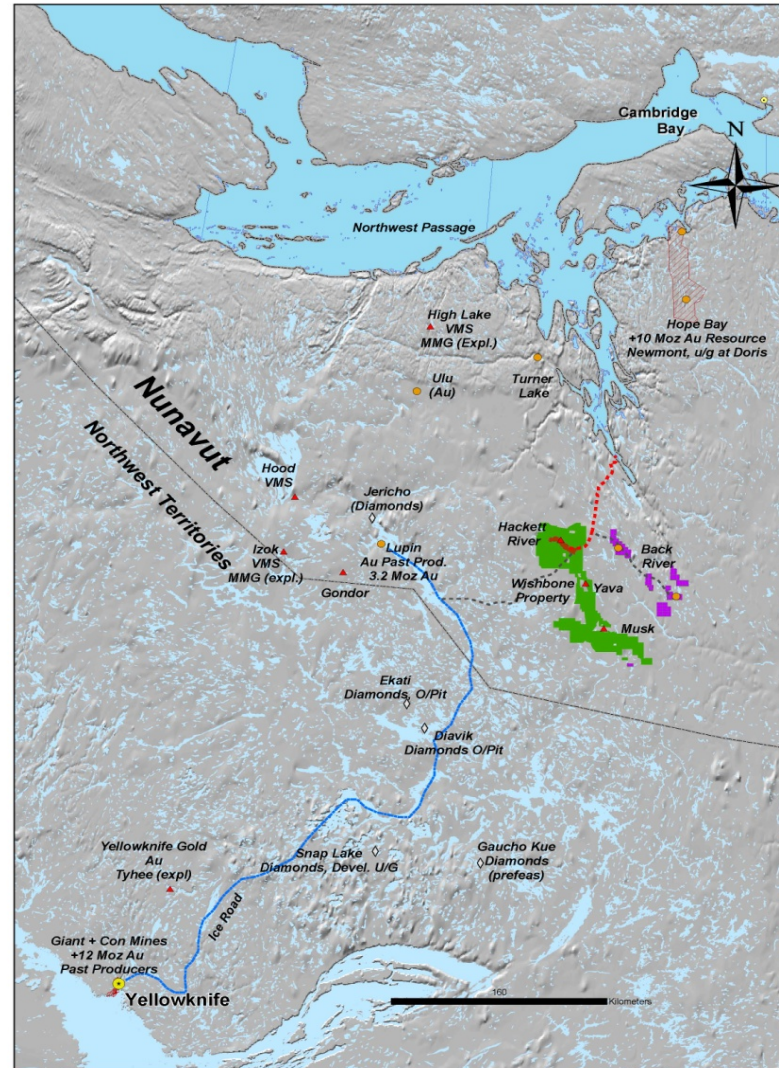 Cambridge
Bay
N
Northwest Passage
High Lake
VMS
MMG (Expl.)
Hope Bay
+10 Moz Au Resource
Newmont, u/g at Doris
Ulu
(Au)
Turner
Lake
Nunavut
Northwest Territories
Hood
VMS
Jericho
(Diamonds)
Hackett
River
Back
River
Izok
VMS
MMG (expl.)
Lupin
Au Past Prod.
3.2 Moz Au
Gondor
Wishbone
Property
Yava
Musk
Ekati
Diamonds, O/Pit
Diavik
Diamonds O/Pit
Yellowknife Gold
Au
Tyhee (expl)
Snap Lake
Diamonds, Devel. U/G
Gaucho Kue
Diamonds
(prefeas)
Ice Road
Giant + Con Mines
+12 Moz Au
Past Producers
Yellowknife
160
Kilometers